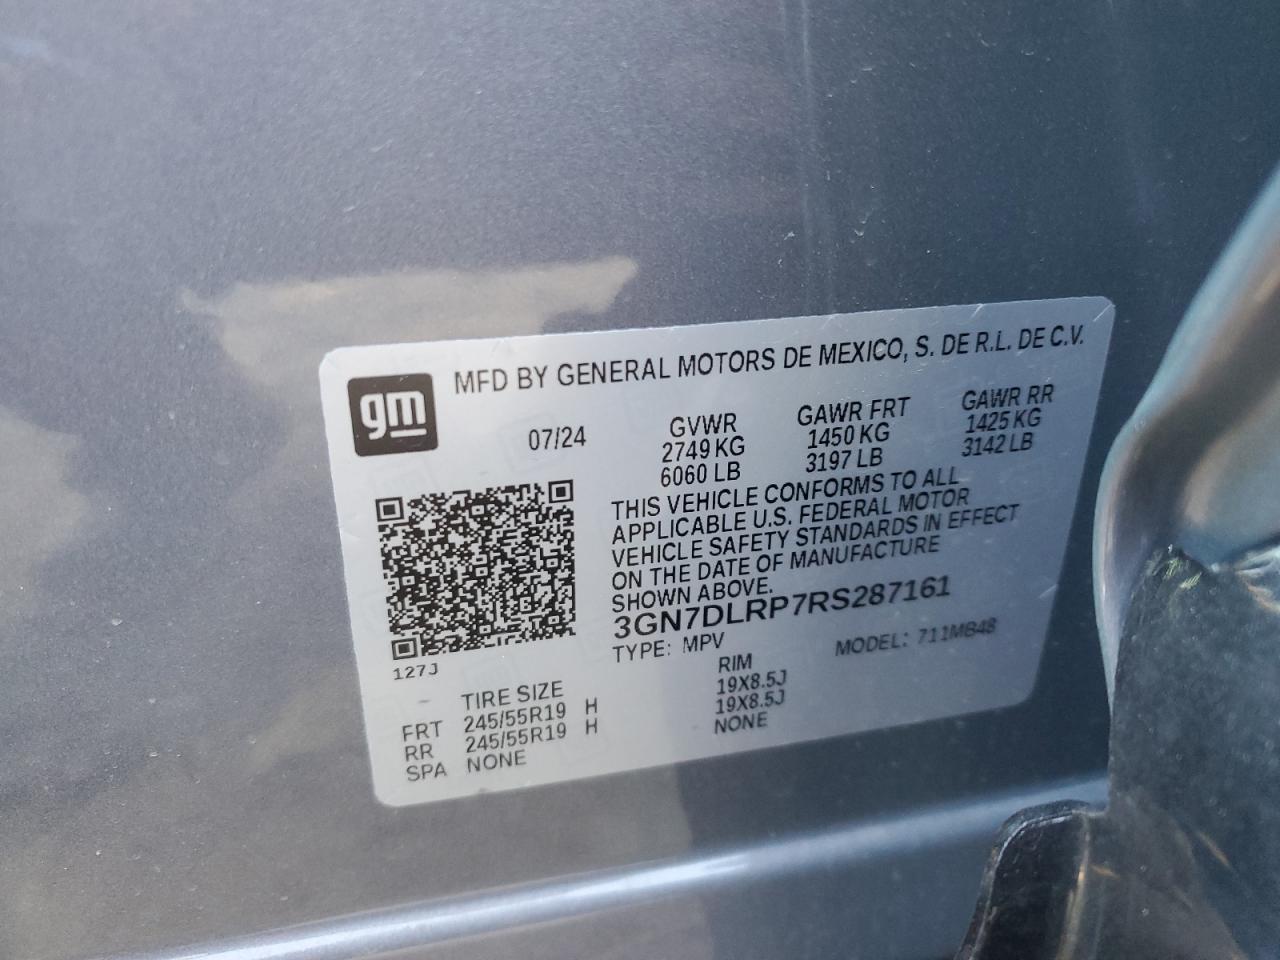 gm
MFD BY GENERAL MOTORS DE MEXICO, S. DE R.L. DE C.V.
07/24
GVWR
2749 KG
6060 LB
GAWR FRT
1450 KG
3197 LB
GAWR RR
1425 KG
3142 LB
THIS VEHICLE CONFORMS TO ALL
APPLICABLE U.S. FEDERAL MOTOR
VEHICLE SAFETY STANDARDS IN EFFECT
ON THE DATE OF MANUFACTURE
SHOWN ABOVE.
3GN7DLRP7RS287161
TYPE: MPV MODEL: 711MB48
127J
– TIRE SIZE RIM
FRT 245/55R19 H 19X8.5J
RR 245/55R19 H 19X8.5J
SPA NONE NONE